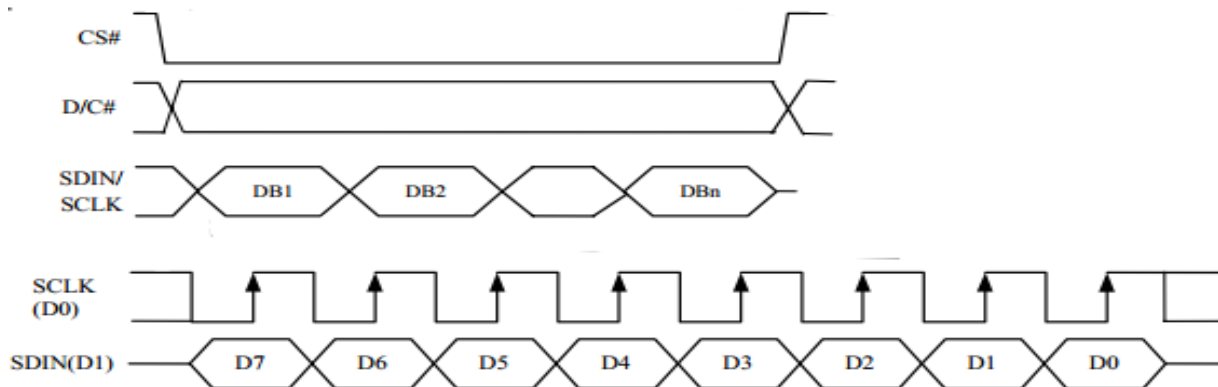 CS#
D/C#
SDIN/
SCLK
DB1 DB2 DBn
SCLK
(D0)
SDIN(D1) D7 D6 D5 D4 D3 D2 D1 D0